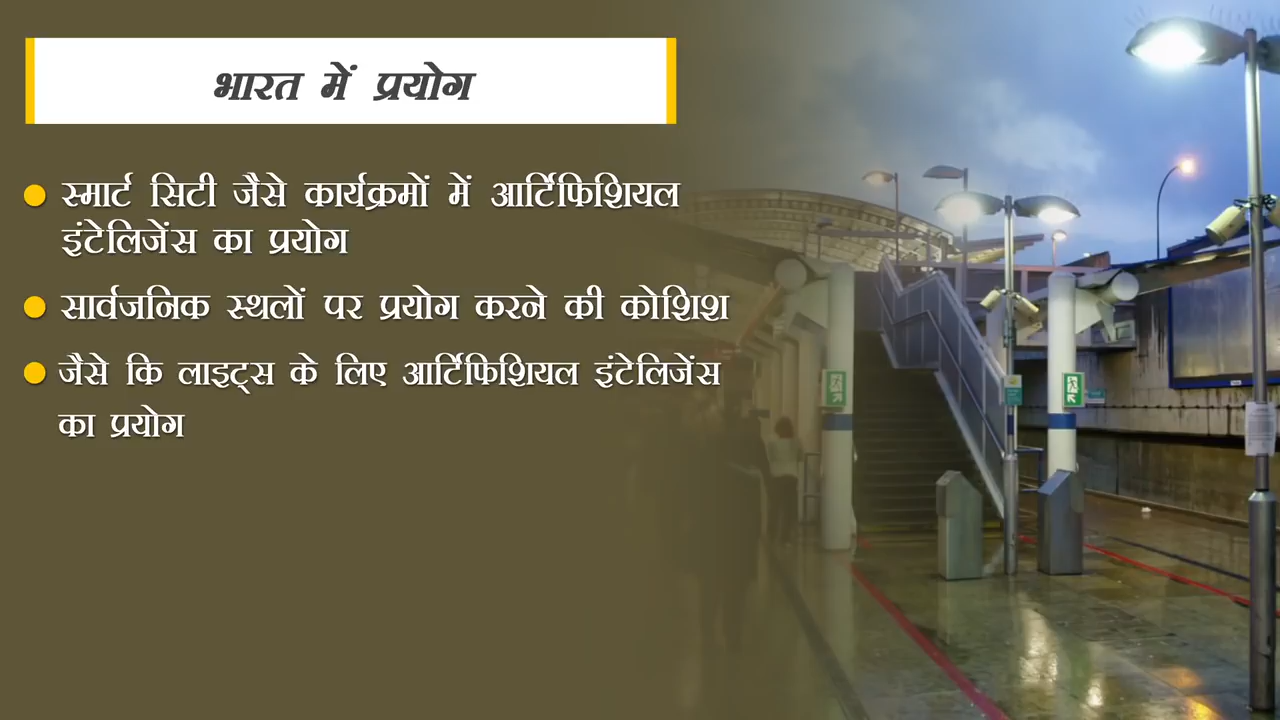 भारत में प्रयोग
स्मार्ट सिटी जैसे कार्यक्रमों में आर्टिफिशियल
इंटेलिजेंस का प्रयोग
सार्वजनिक स्थलों पर प्रयोग करने की कोशिश
जैसे कि लाइट्स के लिए आर्टिफिशियल इंटेलिजेंस
का प्रयोग